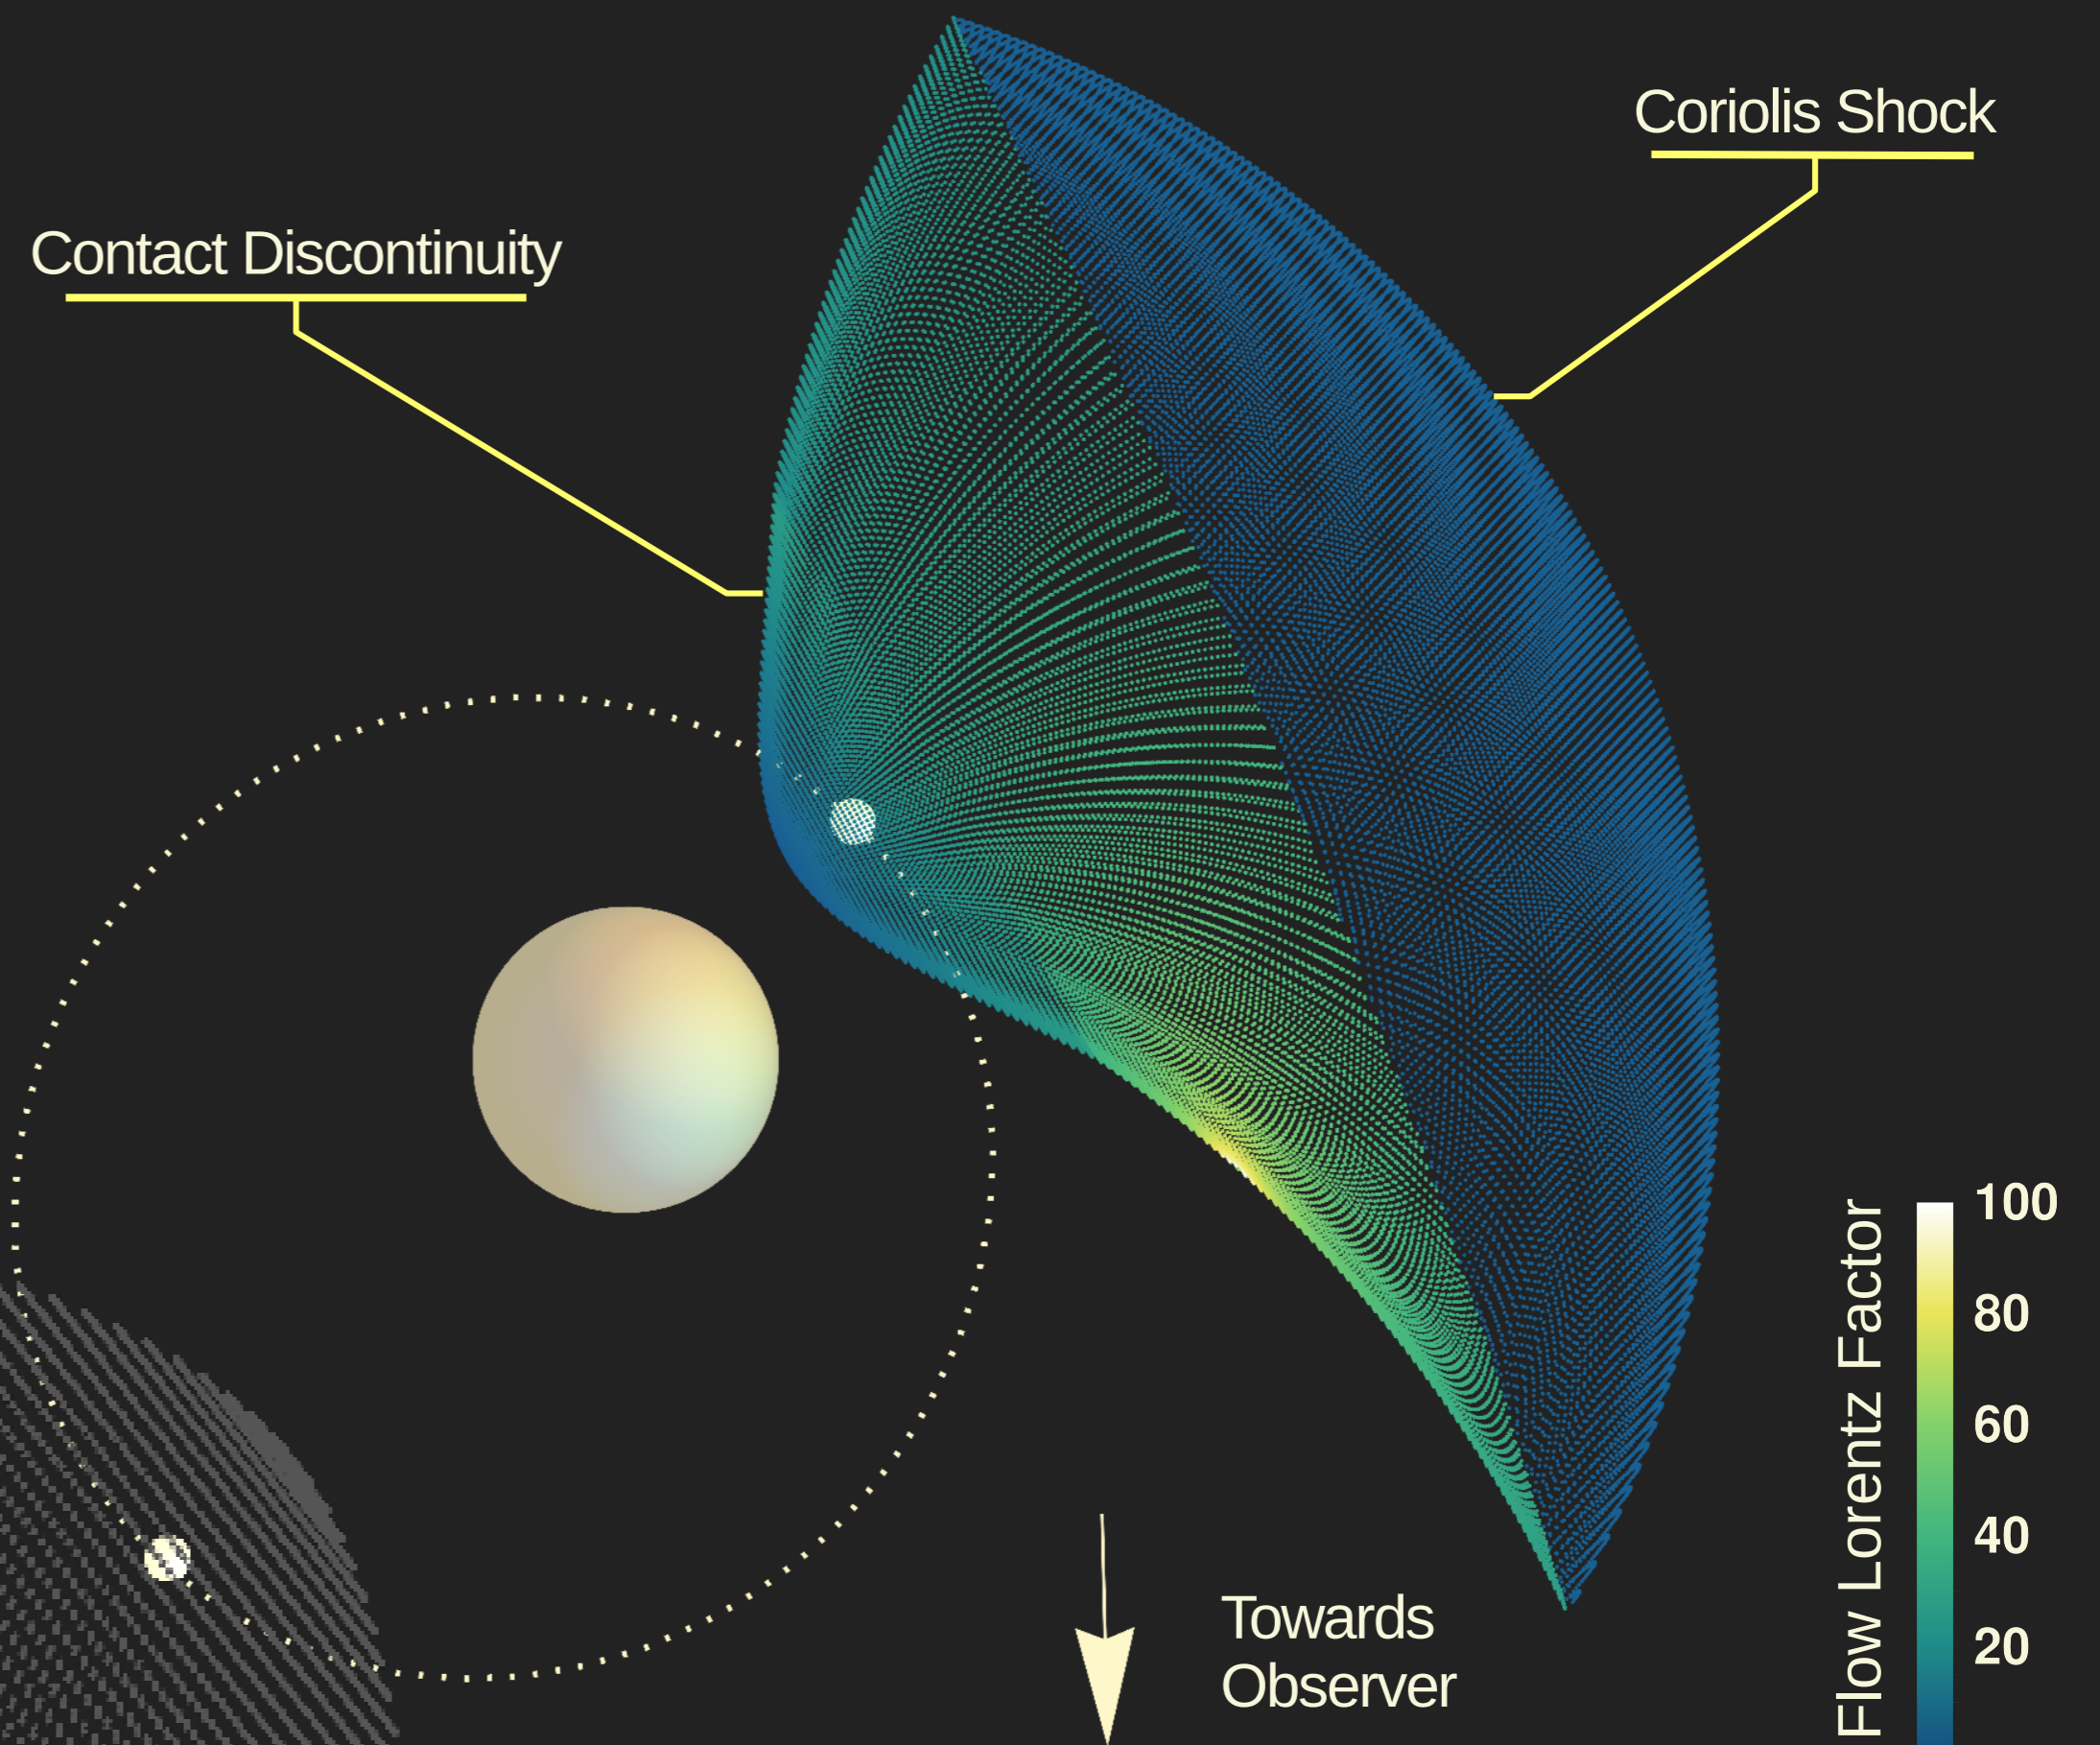 Coriolis Shock
Contact Discontinuity
Flow Lorentz Factor
100
80
60
40
20
Towards
Observer